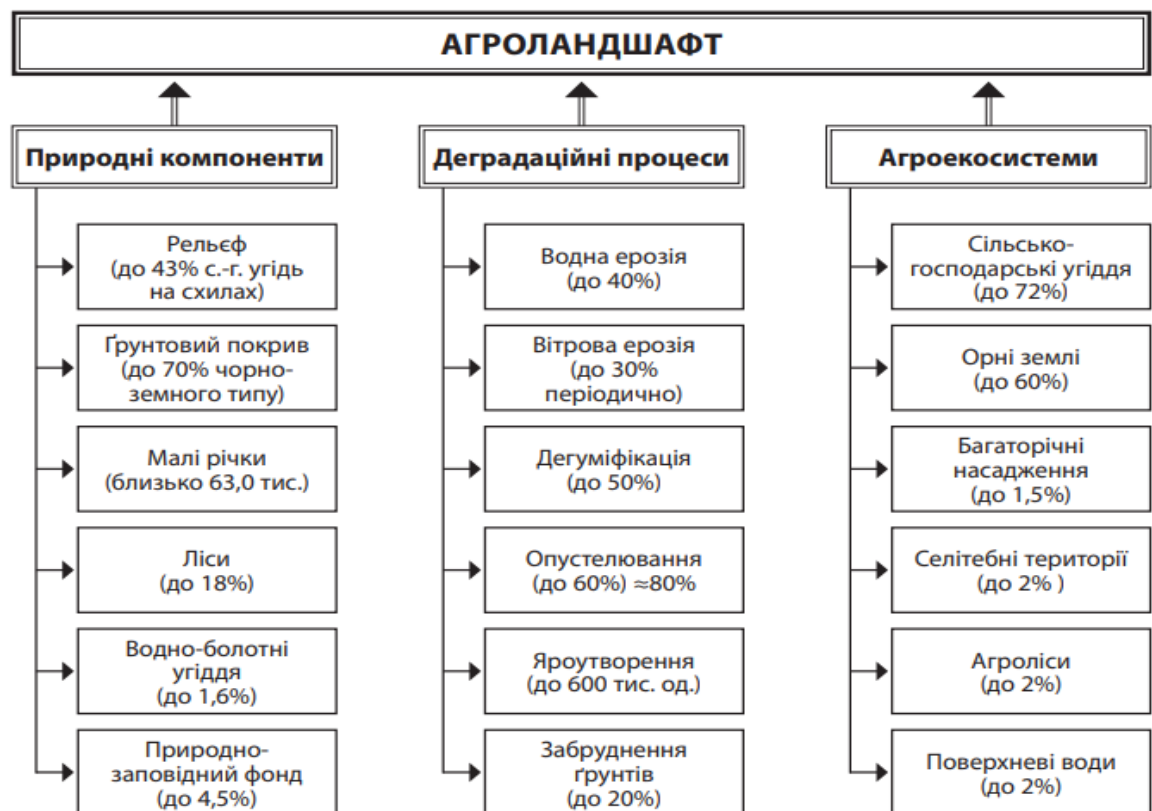 АГРОЛАНДШАФТ
Природні компоненти
Рельєф
(до 43% с.-г. угідь
на схилах)
Ґрунтовий покрив
(до 70% чорно-
земного типу)
Малі річки
(близько 63,0 тис.)
Ліси
(до 18%)
Водно-болотні
угіддя
(до 1,6%)
Природно-
заповідний фонд
(до 4,5%)
Деградаційні процеси
Водна ерозія
(до 40%)
Вітрова ерозія
(до 30%
періодично)
Дегуміфікація
(до 50%)
Опустелювання
(до 60%) ≈80%
Яроутворення
(до 600 тис. од.)
Забруднення
ґрунтів
(до 20%)
Агроекосистеми
Сільсько-
господарські угіддя
(до 72%)
Орні землі
(до 60%)
Багаторічні
насадження
(до 1,5%)
Селітебні території
(до 2% )
Агроліси
(до 2%)
Поверхневі води
(до 2%)